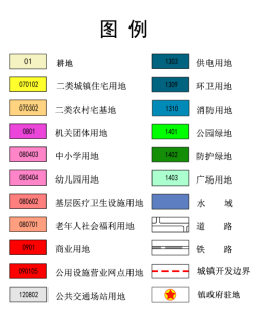 图 例
01 耕地
070102 二类城镇住宅用地
070302 二类农村宅基地
0801 机关团体用地
080403 中小学用地
080404 幼儿园用地
080602 基层医疗卫生设施用地
080701 老年人社会福利用地
0901 商业用地
090105 公用设施营业网点用地
120802 公共交通场站用地
1303 供电用地
1309 环卫用地
1310 消防用地
1401 公园绿地
1402 防护绿地
1403 广场用地
水 域
道 路
铁 路
城镇开发边界
镇政府驻地